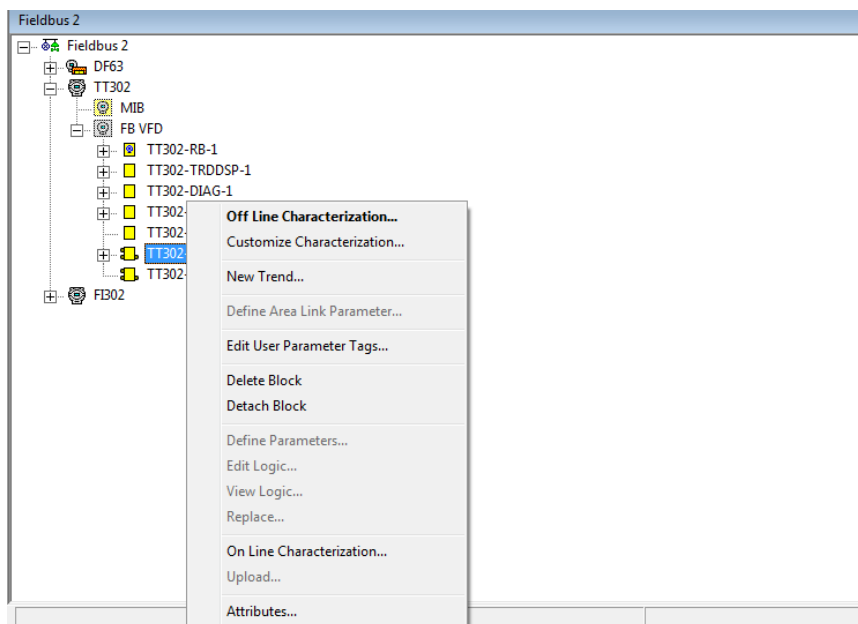 Fieldbus 2
Fieldbus 2
DF63
TT302
MIB
FB VFD
TT302-RB-1
TT302-TRDDSP-1
TT302-DIAG-1
TT302-
TT302-
TT302-
TT302-
FI302
Off Line Characterization...
Customize Characterization...
New Trend...
Define Area Link Parameter...
Edit User Parameter Tags...
Delete Block
Detach Block
Define Parameters...
Edit Logic...
View Logic...
Replace...
On Line Characterization...
Upload...
Attributes...